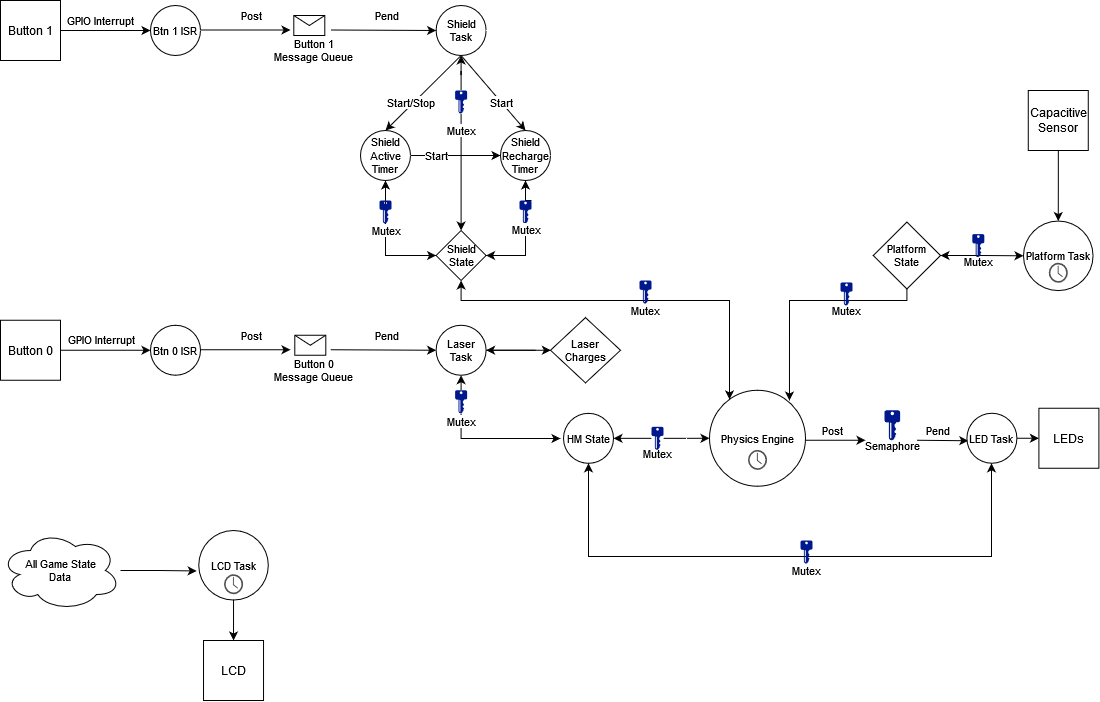 Button 1
GPIO Interrupt
Btn 1 ISR
Post
Button 1
Message Queue
Pend
Shield
Task
Start/Stop
Mutex
Start
Shield
Active
Timer
Start
Shield
Recharge
Timer
Mutex
Mutex
Shield
State
Capacitive
Sensor
Platform
State
Mutex
Platform Task
Mutex
Mutex
Button 0
GPIO Interrupt
Btn 0 ISR
Post
Button 0
Message Queue
Pend
Laser
Task
Laser
Charges
Mutex
HM State
Mutex
Physics Engine
Post
Semaphore
Pend
LED Task
LEDs
Mutex
All Game State
Data
LCD Task
LCD